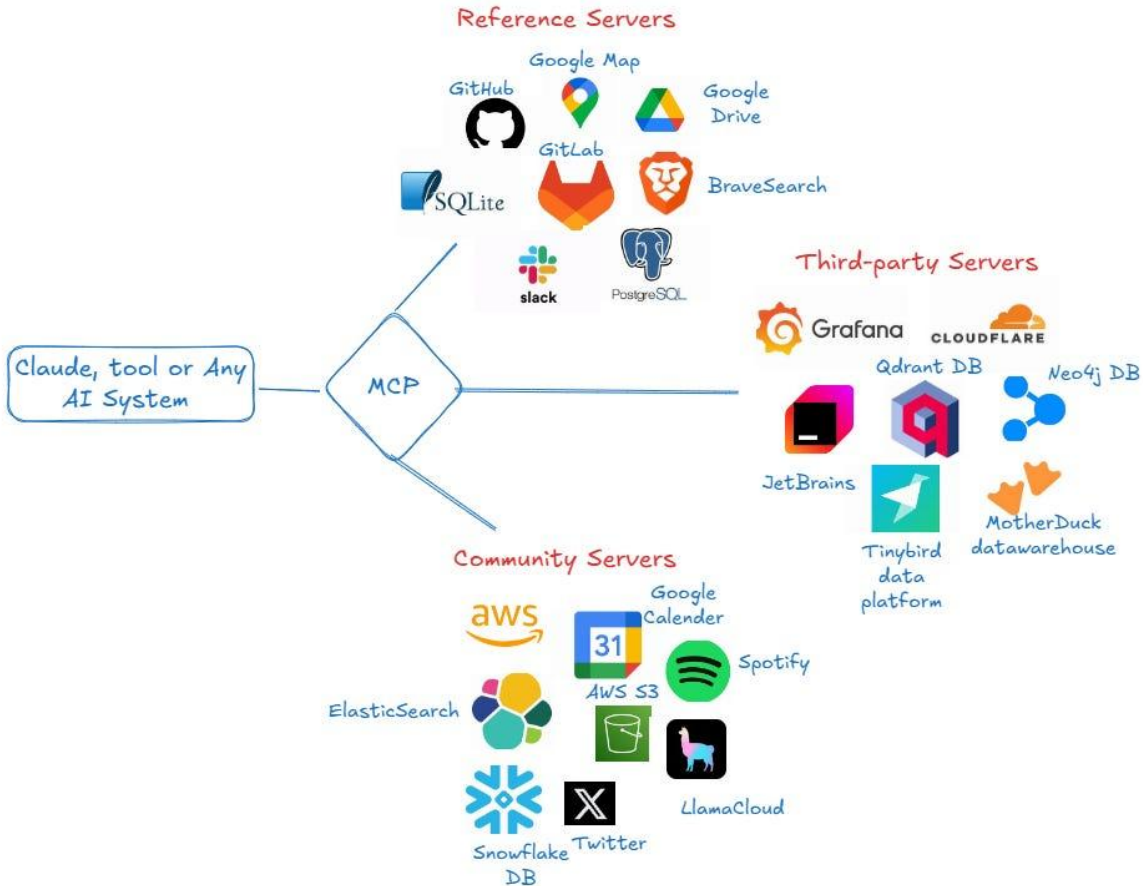 Reference Servers
Google Map
GitHub
Google
Drive
GitLab
SQLite
BraveSearch
slack
PostgreSQL
Third-party Servers
Grafana
CLOUDFLARE
Claude, tool or Any
AI System
MCP
Qdrant DB
Neo4j DB
JetBrains
MotherDuck
datawarehouse
Tinybird
data
platform
Community Servers
aws
Google
Calender
31
Spotify
AWS S3
ElasticSearch
LlamaCloud
Twitter
Snowflake
DB